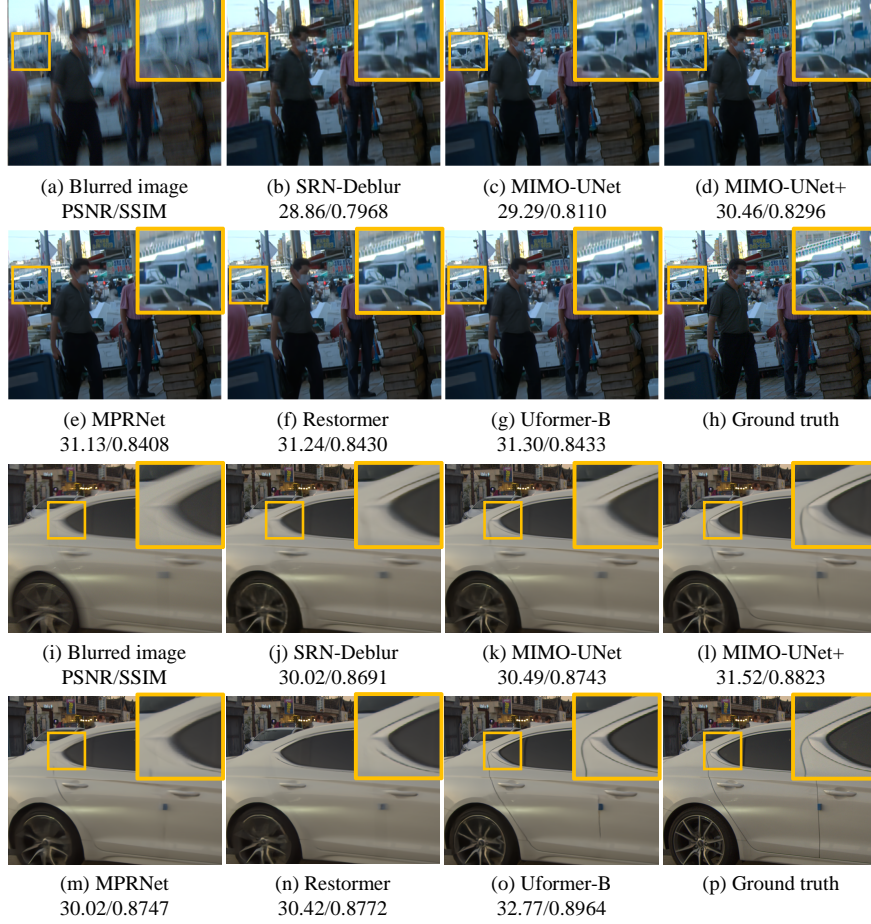 (a) Blurred image
PSNR/SSIM
(b) SRN-Deblur
28.86/0.7968
(c) MIMO-UNet
29.29/0.8110
(d) MIMO-UNet+
30.46/0.8296
(e) MPRNet
31.13/0.8408
(f) Restormer
31.24/0.8430
(g) Uformer-B
31.30/0.8433
(h) Ground truth
(i) Blurred image
PSNR/SSIM
(j) SRN-Deblur
30.02/0.8691
(k) MIMO-UNet
30.49/0.8743
(l) MIMO-UNet+
31.52/0.8823
(m) MPRNet
30.02/0.8747
(n) Restormer
30.42/0.8772
(o) Uformer-B
32.77/0.8964
(p) Ground truth